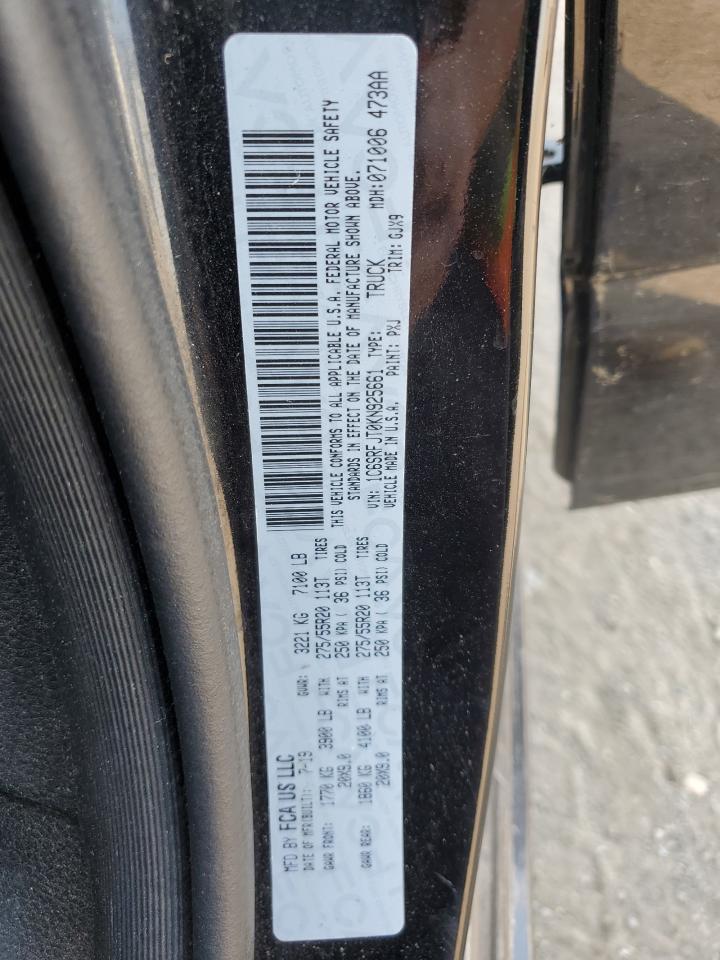 MFD BY FCA US LLC
DATE OF MFR(BUILT): 7-19 GVWR: 3221 KG 7100 LB
GAWR FRONT: 1770 KG 3900 LB WITH 275/55R20 113T TIRES
20X9.0 RIMS AT 250 KPA ( 36 PSI) COLD
GAWR REAR: 1860 KG 4100 LB WITH 275/55R20 113T TIRES
20X9.0 RIMS AT 250 KPA ( 36 PSI) COLD
THIS VEHICLE CONFORMS TO ALL APPLICABLE U.S.A. FEDERAL MOTOR VEHICLE SAFETY
STANDARDS IN EFFECT ON THE DATE OF MANUFACTURE SHOWN ABOVE.
VIN: 1C6SRFJT0KN925661 TYPE: TRUCK MDH:071006 473AA
VEHICLE MADE IN U.S.A. PAINT: PXJ TRIM: GJX9